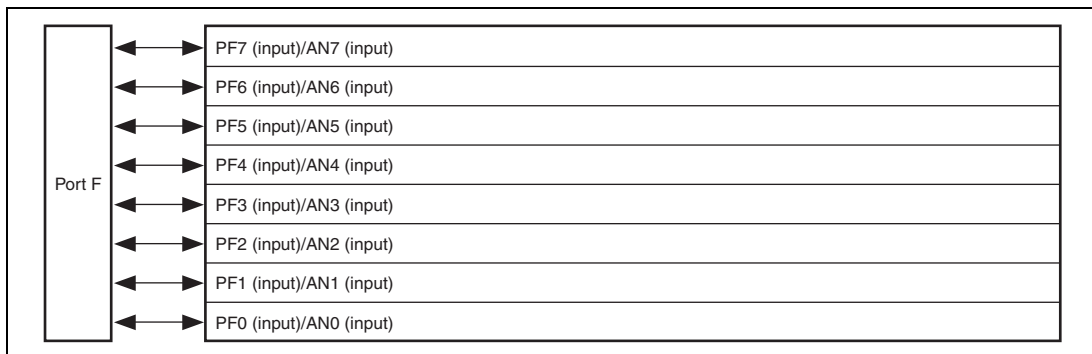 Port F
PF7 (input)/AN7 (input)
PF6 (input)/AN6 (input)
PF5 (input)/AN5 (input)
PF4 (input)/AN4 (input)
PF3 (input)/AN3 (input)
PF2 (input)/AN2 (input)
PF1 (input)/AN1 (input)
PF0 (input)/AN0 (input)